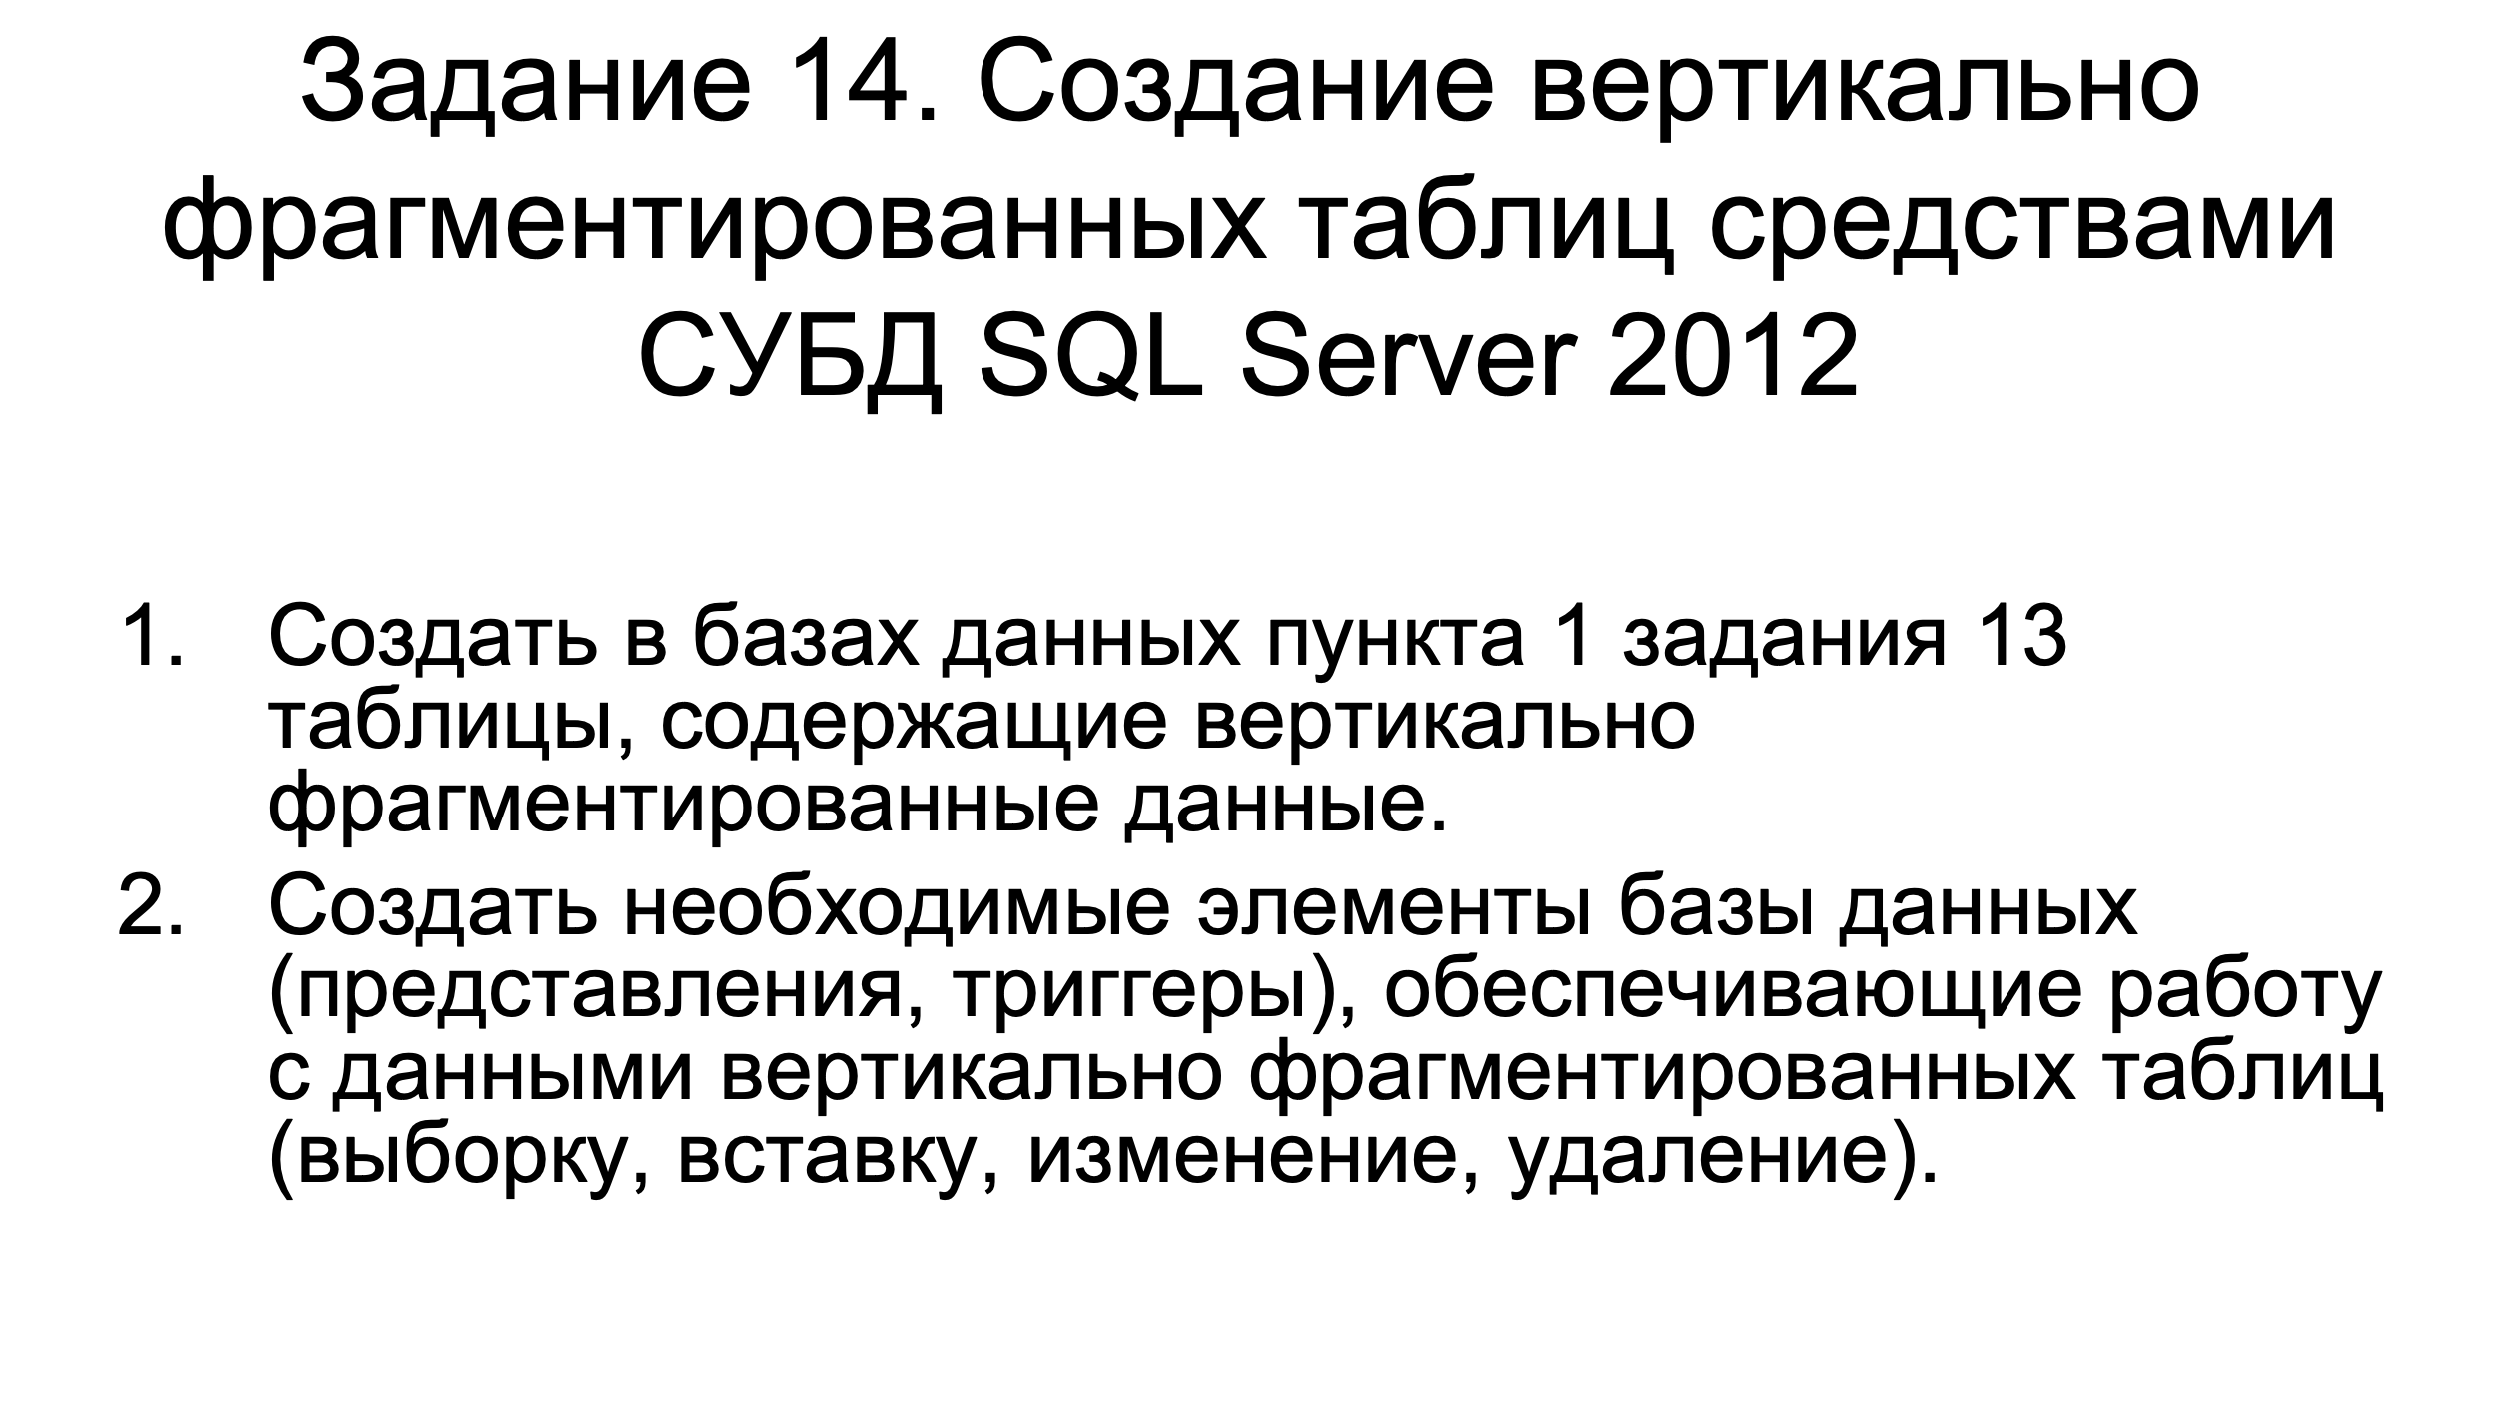 Задание 14. Создание вертикально
фрагментированных таблиц средствами
СУБД SQL Server 2012
1. Создать в базах данных пункта 1 задания 13
таблицы, содержащие вертикально
фрагментированные данные.
2. Создать необходимые элементы базы данных
(представления, триггеры), обеспечивающие работу
с данными вертикально фрагментированных таблиц
(выборку, вставку, изменение, удаление).